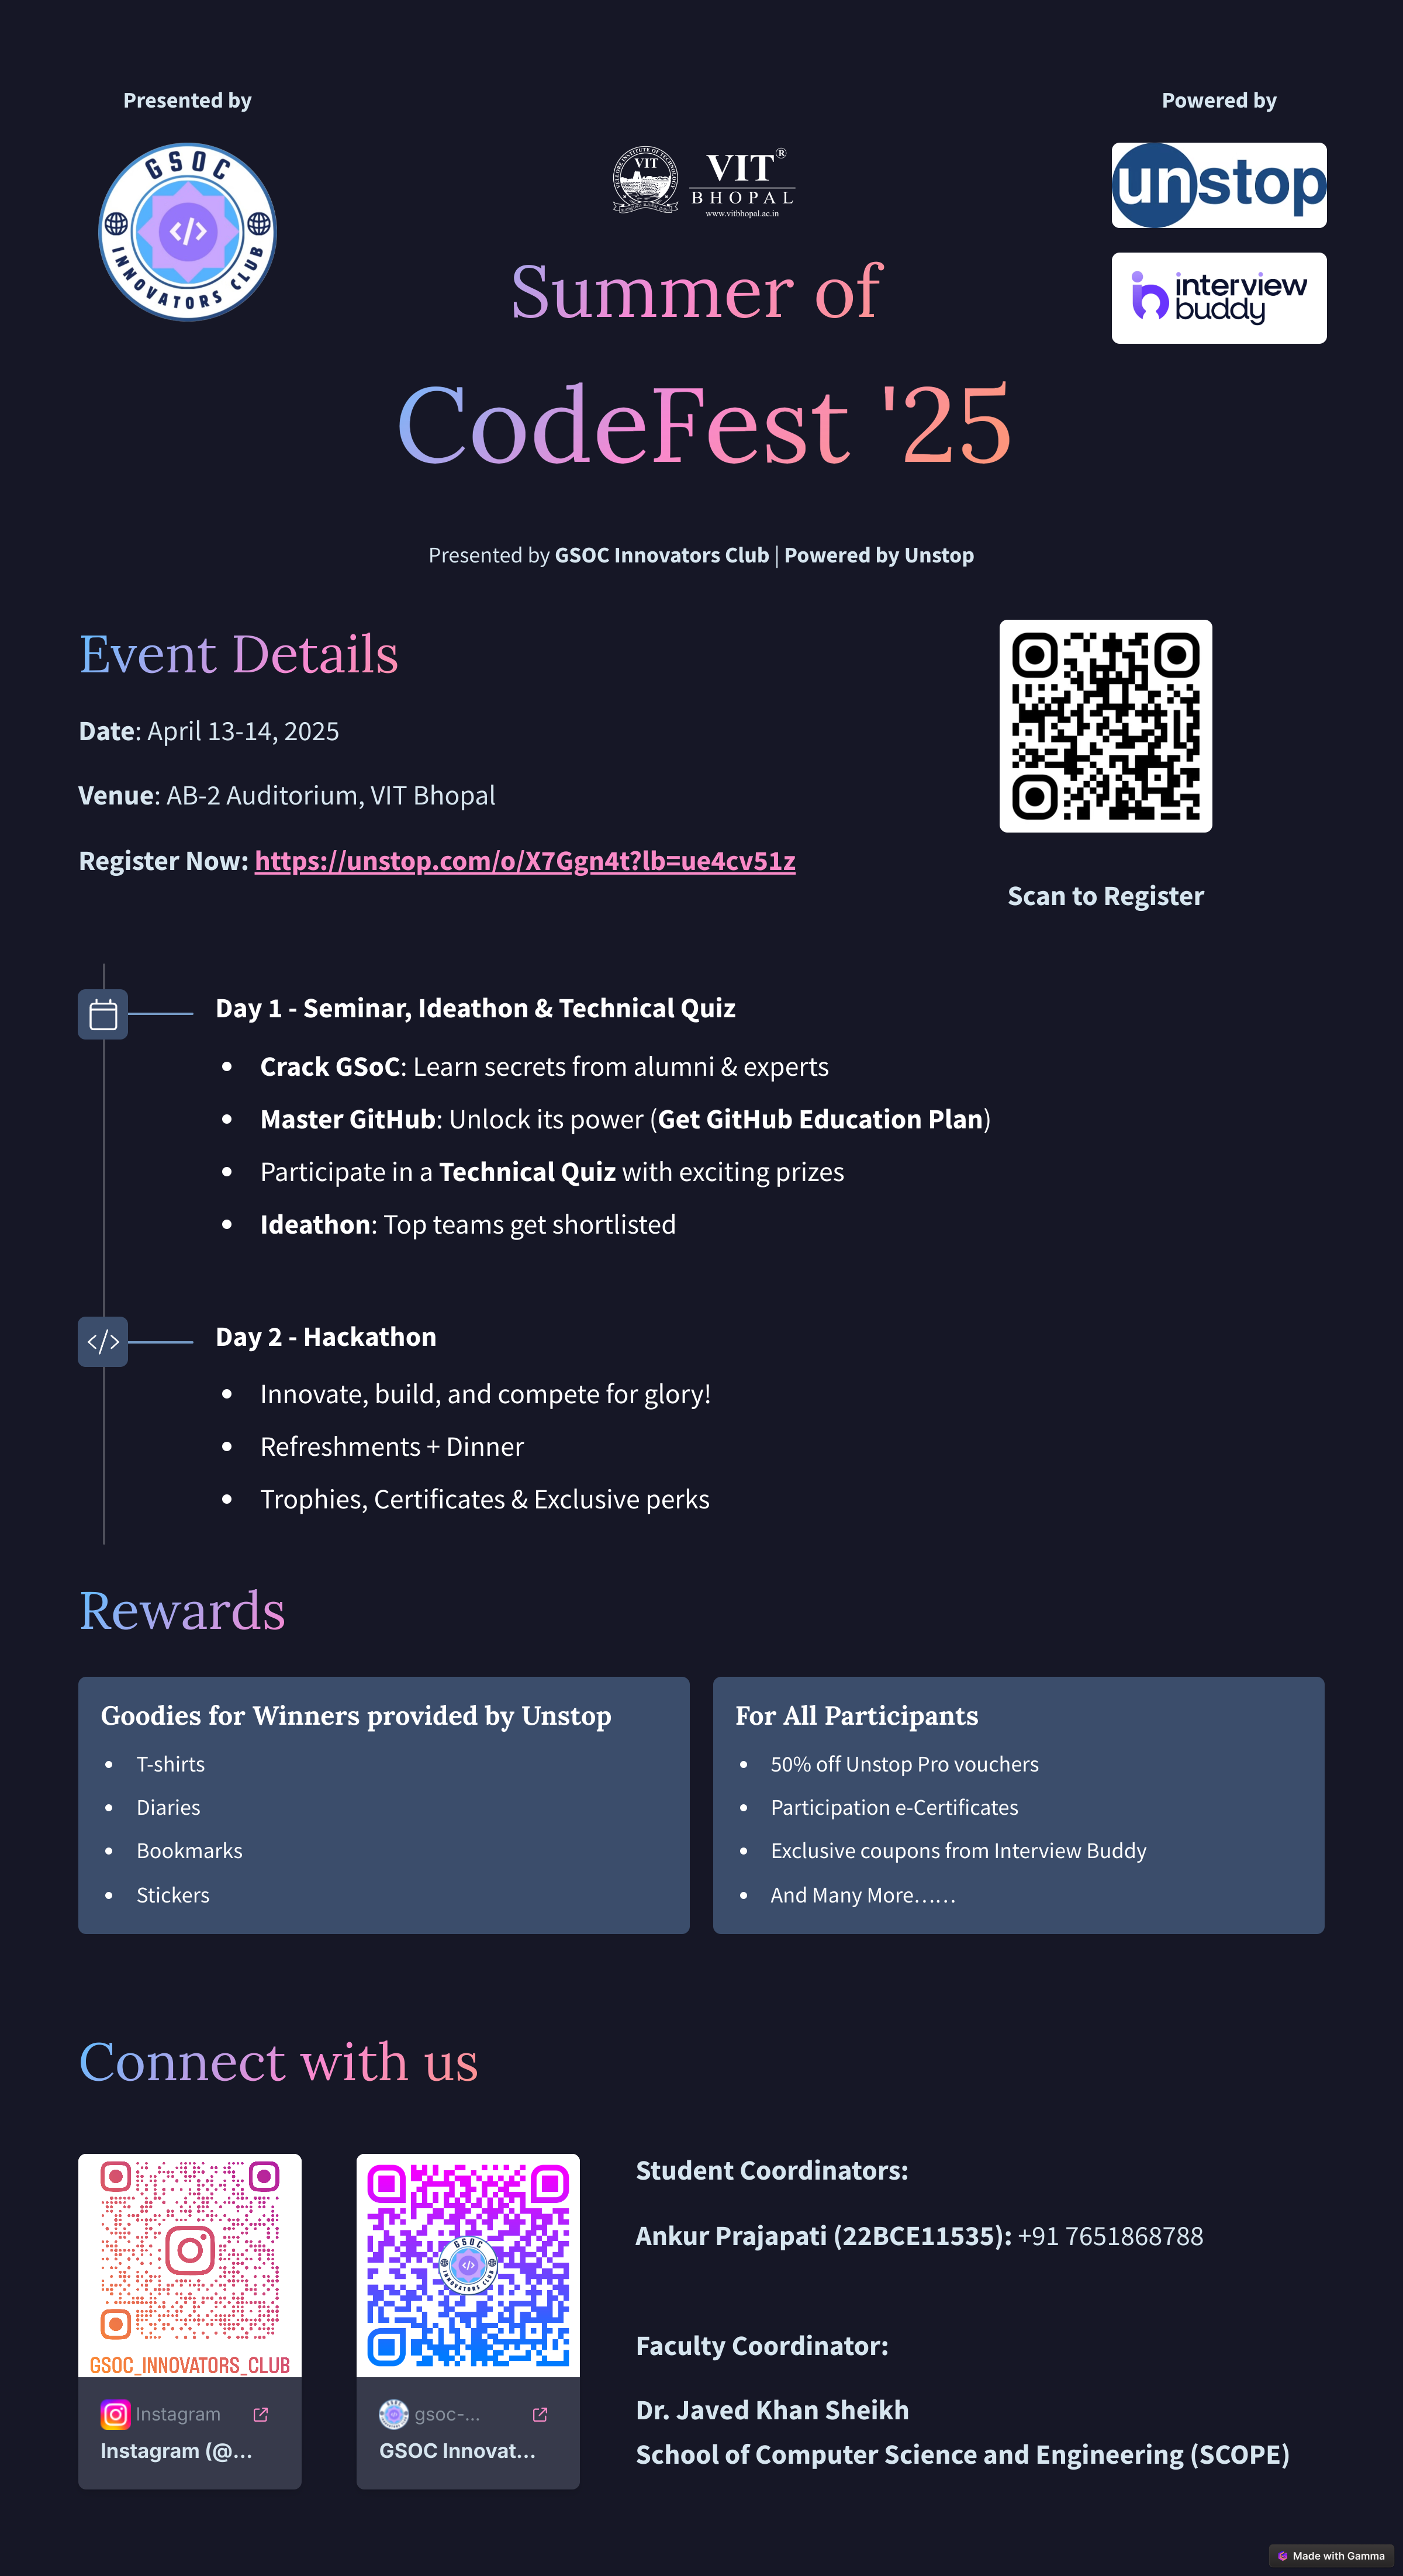 Presented by
GSOC
INNOVATORS CLUB
VIT
VIT®
BHOPAL
www.vitbhopal.ac.in
Powered by
unstop
interview
buddy
Summer of
CodeFest '25
Presented by GSOC Innovators Club | Powered by Unstop
Event Details
Date: April 13-14, 2025
Venue: AB-2 Auditorium, VIT Bhopal
Register Now: https://unstop.com/o/X7Ggn4t?lb=ue4cv51z
Scan to Register
Day 1 - Seminar, Ideathon & Technical Quiz
• Crack GSoC: Learn secrets from alumni & experts
• Master GitHub: Unlock its power (Get GitHub Education Plan)
• Participate in a Technical Quiz with exciting prizes
• Ideathon: Top teams get shortlisted
</> Day 2 - Hackathon
• Innovate, build, and compete for glory!
• Refreshments + Dinner
• Trophies, Certificates & Exclusive perks
Rewards
Goodies for Winners provided by Unstop
• T-shirts
• Diaries
• Bookmarks
• Stickers
For All Participants
• 50% off Unstop Pro vouchers
• Participation e-Certificates
• Exclusive coupons from Interview Buddy
• And Many More……
Connect with us
GSOC_INNOVATORS_CLUB
Instagram
Instagram (@...
GSOC
INNOVATORS CLUB
gsoc-...
GSOC Innovat...
Student Coordinators:
Ankur Prajapati (22BCE11535): +91 7651868788
Faculty Coordinator:
Dr. Javed Khan Sheikh
School of Computer Science and Engineering (SCOPE)
Made with Gamma